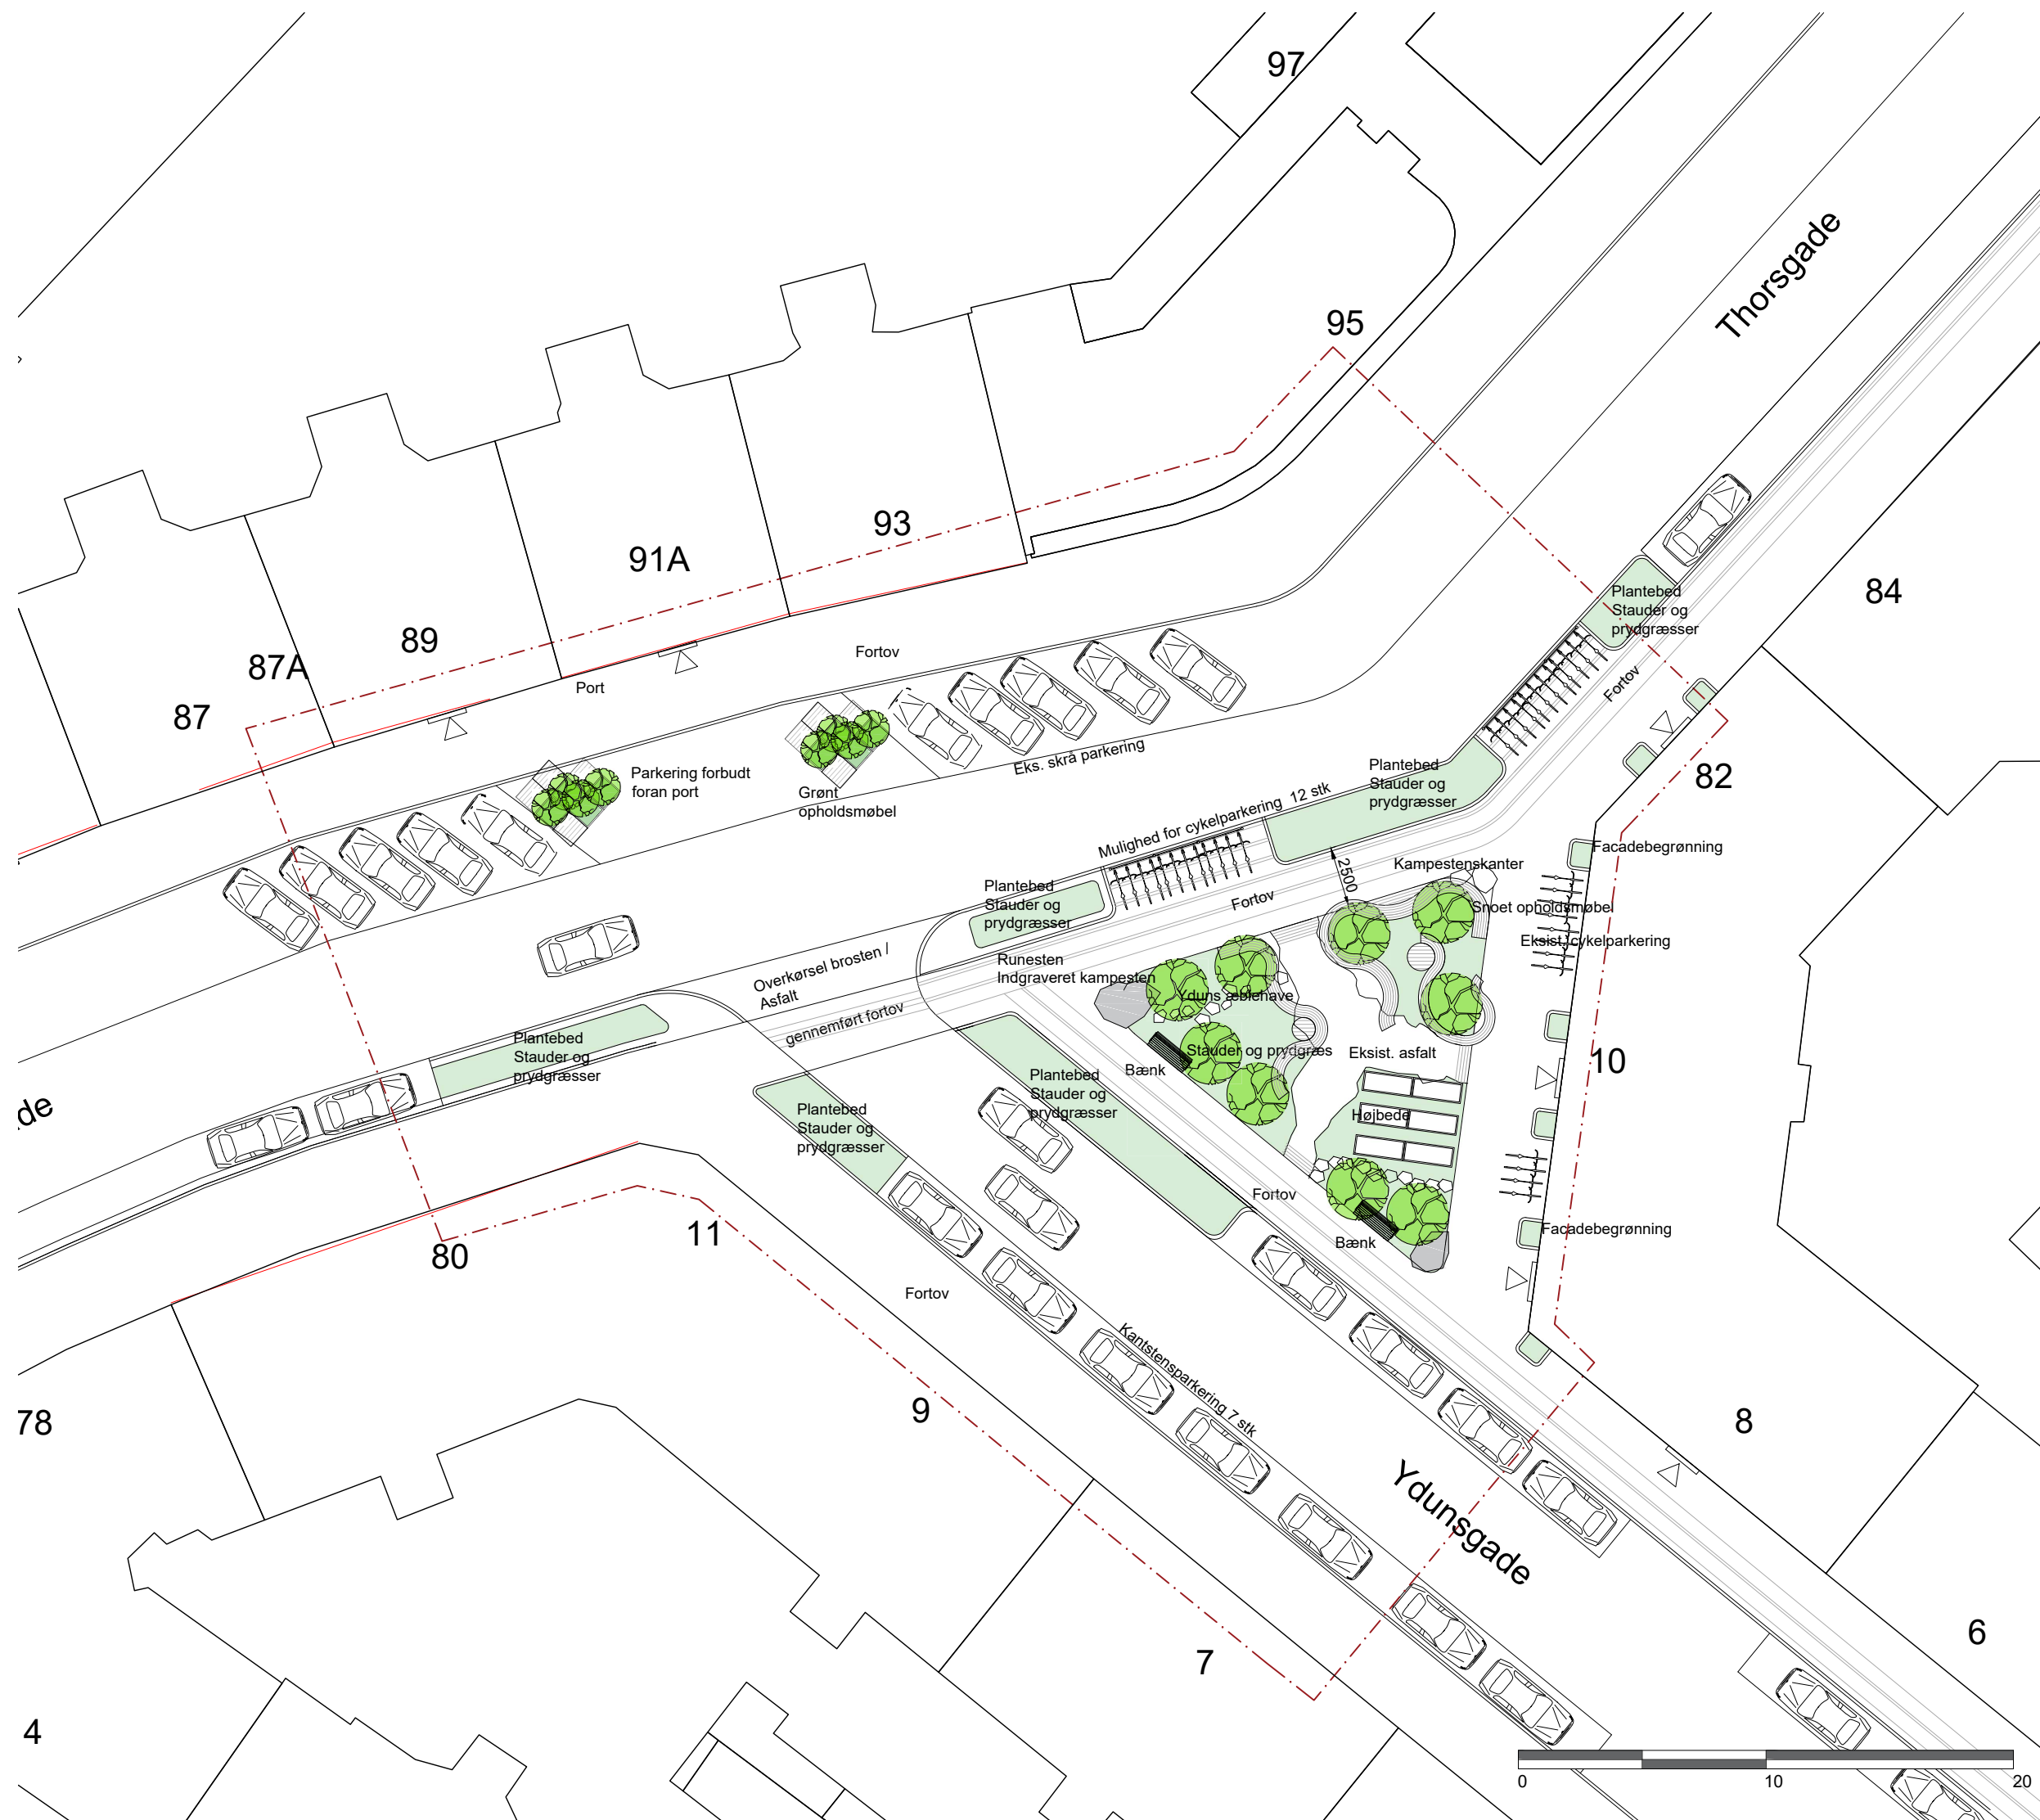 97
Thorsgade
95
84
93
91A
89
87A
87
Port
Fortov
Plantebed
Stauder og
prydgræsser
Fortov
82
Eks. skrå parkering
Parkering forbudt
foran port
Grønt
opholdsmøbel
Plantebed
Stauder og
prydgræsser
Mulighed for cykelparkering 12 stk
2500
Kampestenskanter
Facadebegrønning
Plantebed
Stauder og
prydgræsser
Fortov
Snoet opholdsmøbel
Eksist. cykelparkering
Overkørsel brosten /
Asfalt
Runesten
Indgraveret kampesten
Yduns æblehave
gennemført fortov
Stauder og prydgræs
Eksist. asfalt
10
Bænk
Plantebed
Stauder og
prydgræsser
Plantebed
Stauder og
prydgræsser
Plantebed
Stauder og
prydgræsser
Højbede
de
Fortov
Bænk
Facadebegrønning
11
80
Fortov
Kantstensparkering 7 stk
78
9
8
Ydunsgade
7
6
4
0
10
20